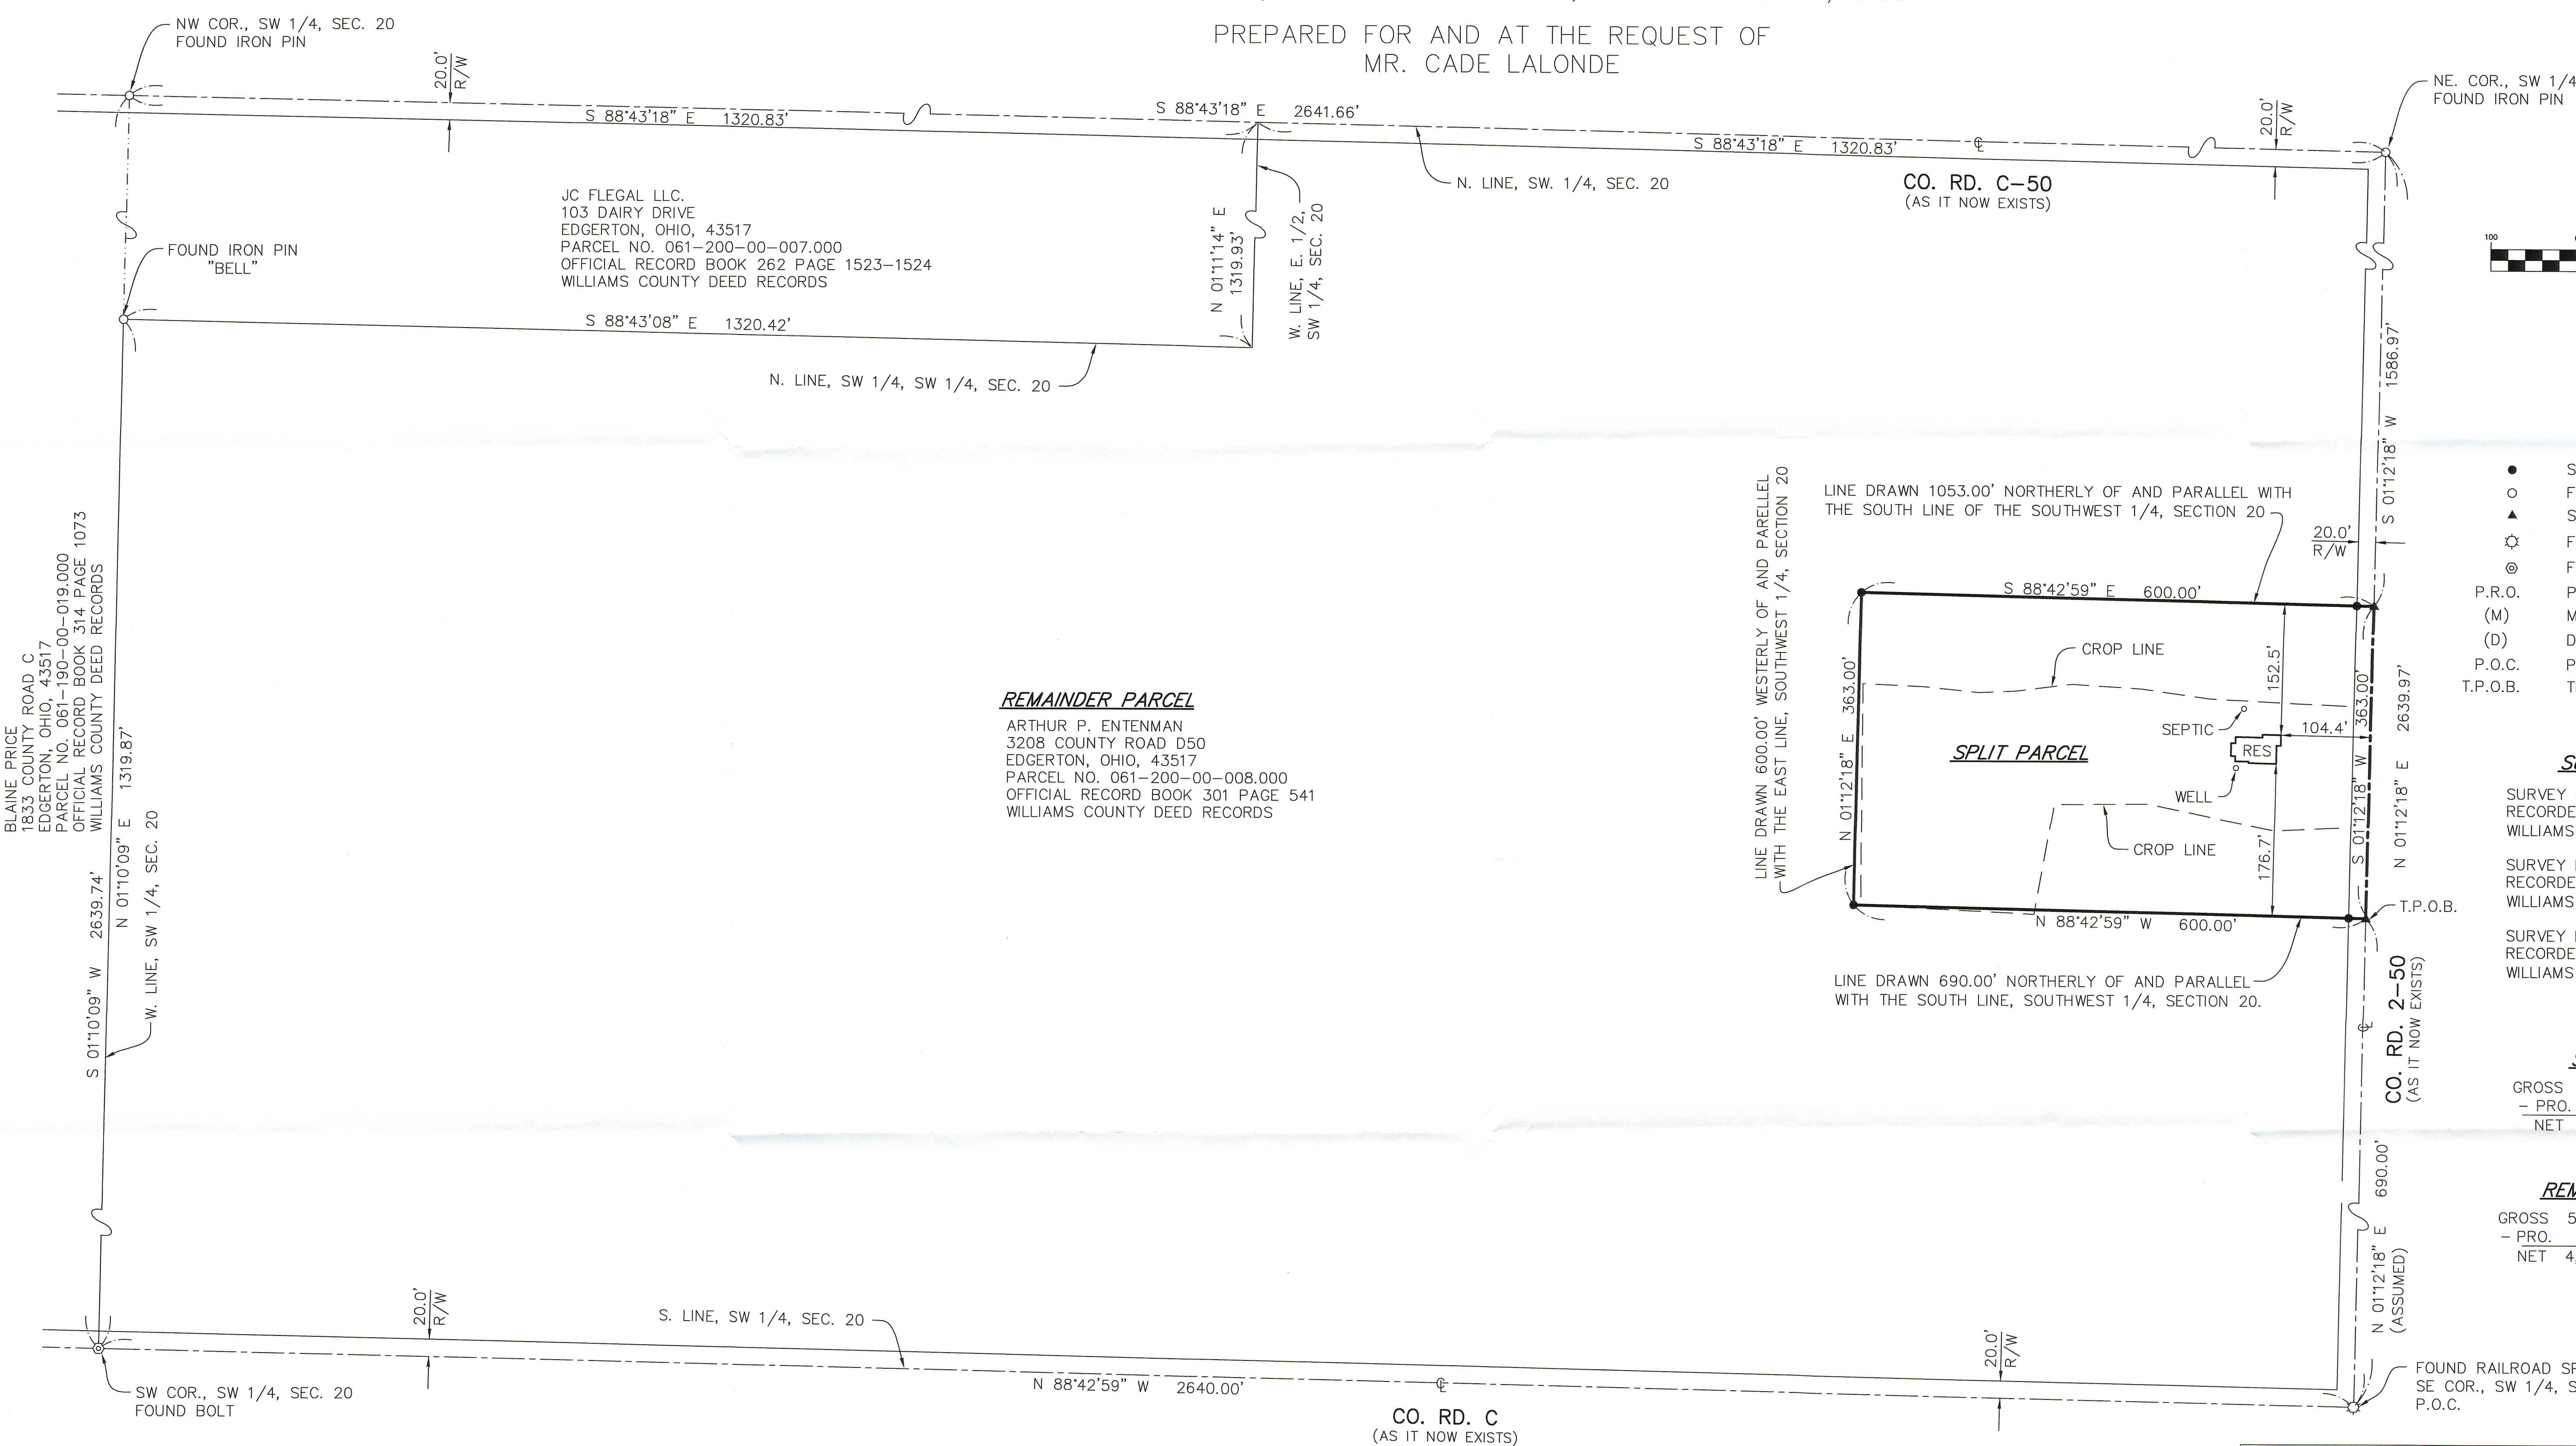 PREPARED FOR AND AT THE REQUEST OF
MR. CADE LALONDE
NW COR., SW 1/4, SEC. 20
FOUND IRON PIN
20.0'
R/W
S 88°43'18" E 1320.83'
S 88°43'18" E 2641.66'
S 88°43'18" E 1320.83'
20.0'
R/W
NE. COR., SW 1/4
FOUND IRON PIN
N. LINE, SW. 1/4, SEC. 20
CO. RD. C-50
(AS IT NOW EXISTS)
JC FLEGAL LLC.
103 DAIRY DRIVE
EDGERTON, OHIO, 43517
PARCEL NO. 061-200-00-007.000
OFFICIAL RECORD BOOK 262 PAGE 1523-1524
WILLIAMS COUNTY DEED RECORDS
N 01°11'14" E
1319.93'
W. LINE, E. 1/2,
SW 1/4, SEC. 20
FOUND IRON PIN
"BELL"
S 88°43'08" E 1320.42'
N. LINE, SW 1/4, SW 1/4, SEC. 20
100
S 01°12'18" W 1586.97'
20.0'
R/W
BLAINE PRICE
1833 COUNTY ROAD C
EDGERTON, OHIO, 43517
PARCEL NO. 061-190-00-019.000
OFFICIAL RECORD BOOK 314 PAGE 1073
WILLIAMS COUNTY DEED RECORDS
S 01°10'09" W 2639.74'
N 01°10'09" E 1319.87'
W. LINE, SW 1/4, SEC. 20
REMAINDER PARCEL
ARTHUR P. ENTENMAN
3208 COUNTY ROAD D50
EDGERTON, OHIO, 43517
PARCEL NO. 061-200-00-008.000
OFFICIAL RECORD BOOK 301 PAGE 541
WILLIAMS COUNTY DEED RECORDS
LINE DRAWN 600.00' WESTERLY OF AND PARELLEL
WITH THE EAST LINE, SOUTHWEST 1/4, SECTION 20
LINE DRAWN 1053.00' NORTHERLY OF AND PARALLEL WITH
THE SOUTH LINE OF THE SOUTHWEST 1/4, SECTION 20
S 88°42'59" E 600.00'
N 01°12'18" E 363.00'
CROP LINE
152.5'
SEPTIC
104.4'
SPLIT PARCEL
RES
WELL
CROP LINE
176.7'
S 01°12'18" W 363.00'
N 01°12'18" E 2639.97'
N 88°42'59" W 600.00'
T.P.O.B.
LINE DRAWN 690.00' NORTHERLY OF AND PARALLEL
WITH THE SOUTH LINE, SOUTHWEST 1/4, SECTION 20.
CO. RD. 2-50
(AS IT NOW EXISTS)
N 01°12'18" E 690.00'
(ASSUMED)
S
F
S
F
F
P.R.O. P
(M) M
(D) D
P.O.C. P
T.P.O.B. T
SURVEY
RECORDE
WILLIAMS
SURVEY
RECORDE
WILLIAMS
SURVEY
RECORDE
WILLIAMS
GROSS
- PRO.
NET
REM
GROSS 5
- PRO.
NET 4
20.0'
R/W
S. LINE, SW 1/4, SEC. 20
20.0'
R/W
SW COR., SW 1/4, SEC. 20
FOUND BOLT
N 88°42'59" W 2640.00'
CO. RD. C
(AS IT NOW EXISTS)
FOUND RAILROAD SP
SE COR., SW 1/4, S
P.O.C.